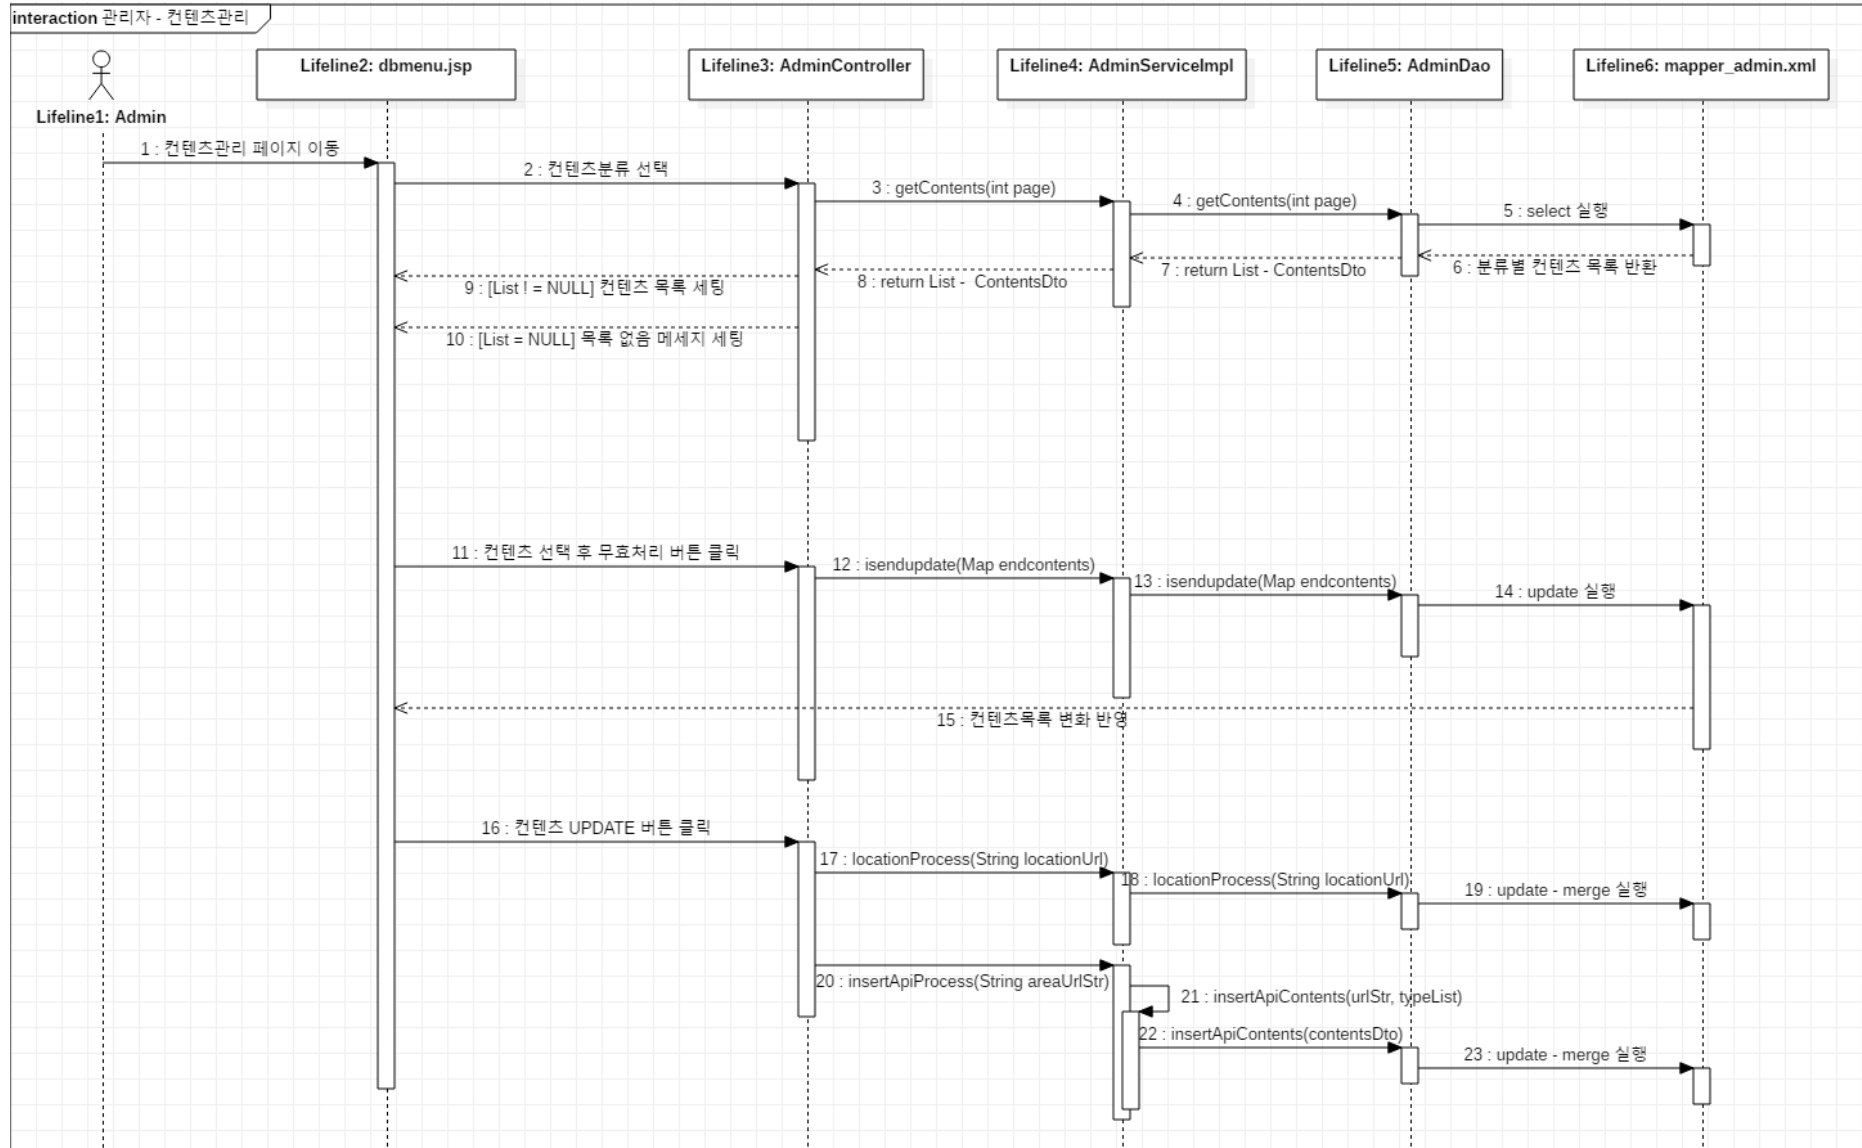 interaction 관리자 - 컨텐츠관리
Lifeline1: Admin
Lifeline2: dbmenu.jsp
Lifeline3: AdminController
Lifeline4: AdminServiceImpl
Lifeline5: AdminDao
Lifeline6: mapper_admin.xml
1 : 컨텐츠관리 페이지 이동
2 : 컨텐츠분류 선택
3 : getContents(int page)
4 : getContents(int page)
5 : select 실행
6 : 분류별 컨텐츠 목록 반환
7 : return List - ContentsDto
8 : return List -  ContentsDto
9 : [List ! = NULL] 컨텐츠 목록 세팅
10 : [List = NULL] 목록 없음 메세지 세팅
11 : 컨텐츠 선택 후 무효처리 버튼 클릭
12 : isendupdate(Map endcontents)
13 : isendupdate(Map endcontents)
14 : update 실행
15 : 컨텐츠목록 변화 반영
16 : 컨텐츠 UPDATE 버튼 클릭
17 : locationProcess(String locationUrl)
18 : locationProcess(String locationUrl)
19 : update - merge 실행
20 : insertApiProcess(String areaUrlStr)
21 : insertApiContents(urlStr, typeList)
22 : insertApiContents(contentsDto)
23 : update - merge 실행